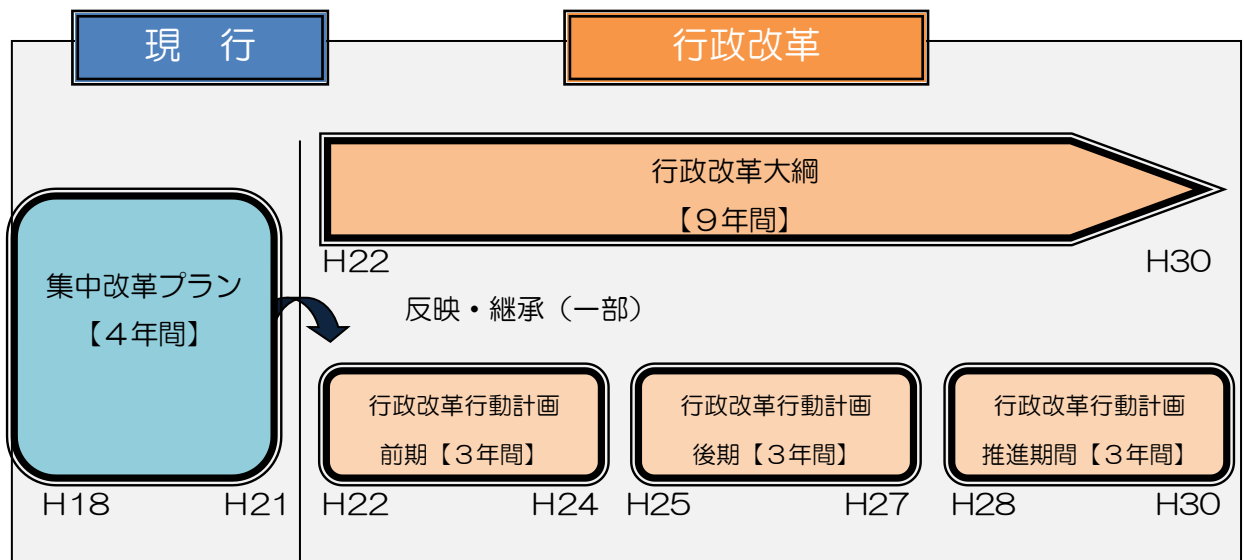 現　行
行政改革
行政改革大綱
【９年間】
H22
H30
集中改革プラン
【４年間】
反映・継承（一部）
H18
H21
行政改革行動計画
前期【３年間】
H22
H24
行政改革行動計画
後期【３年間】
H25
H27
行政改革行動計画
推進期間【３年間】
H28
H30